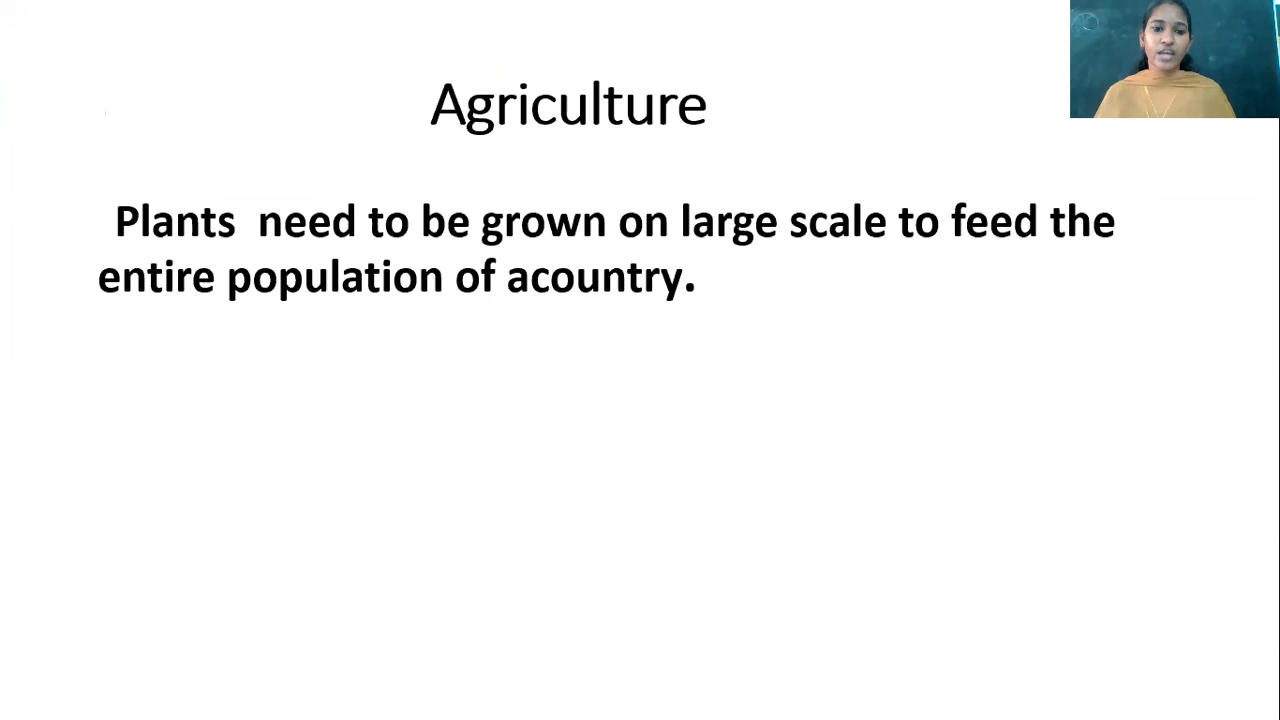 Agriculture
Plants need to be grown on large scale to feed the
entire population of acountry.